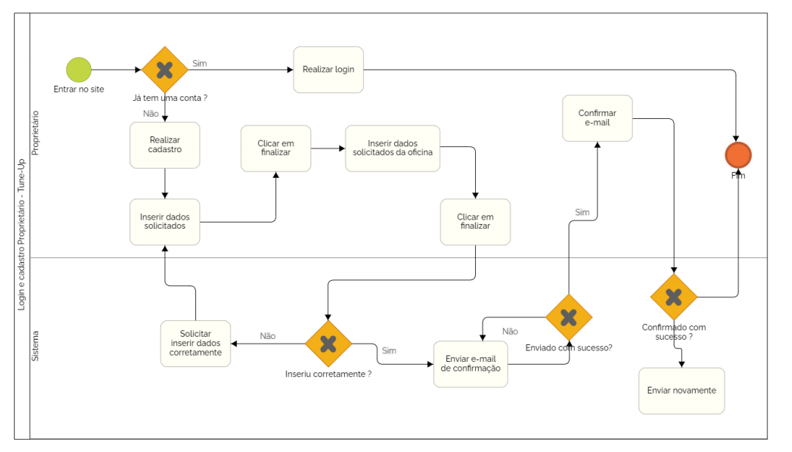 Login e cadastro Proprietário - Tune-Up
Proprietário
Entrar no site
Já tem uma conta ?
Sim
Não
Realizar login
Realizar
cadastro
Inserir dados
solicitados
Clicar em
finalizar
Inserir dados
solicitados da oficina
Clicar em
finalizar
Confirmar
e-mail
Sim
Fim
Sistema
Solicitar
inserir dados
corretamente
Não
Inseriu corretamente ?
Sim
Enviar e-mail
de confirmação
Não
Enviado com sucesso?
Confirmado com
sucesso ?
Enviar novamente